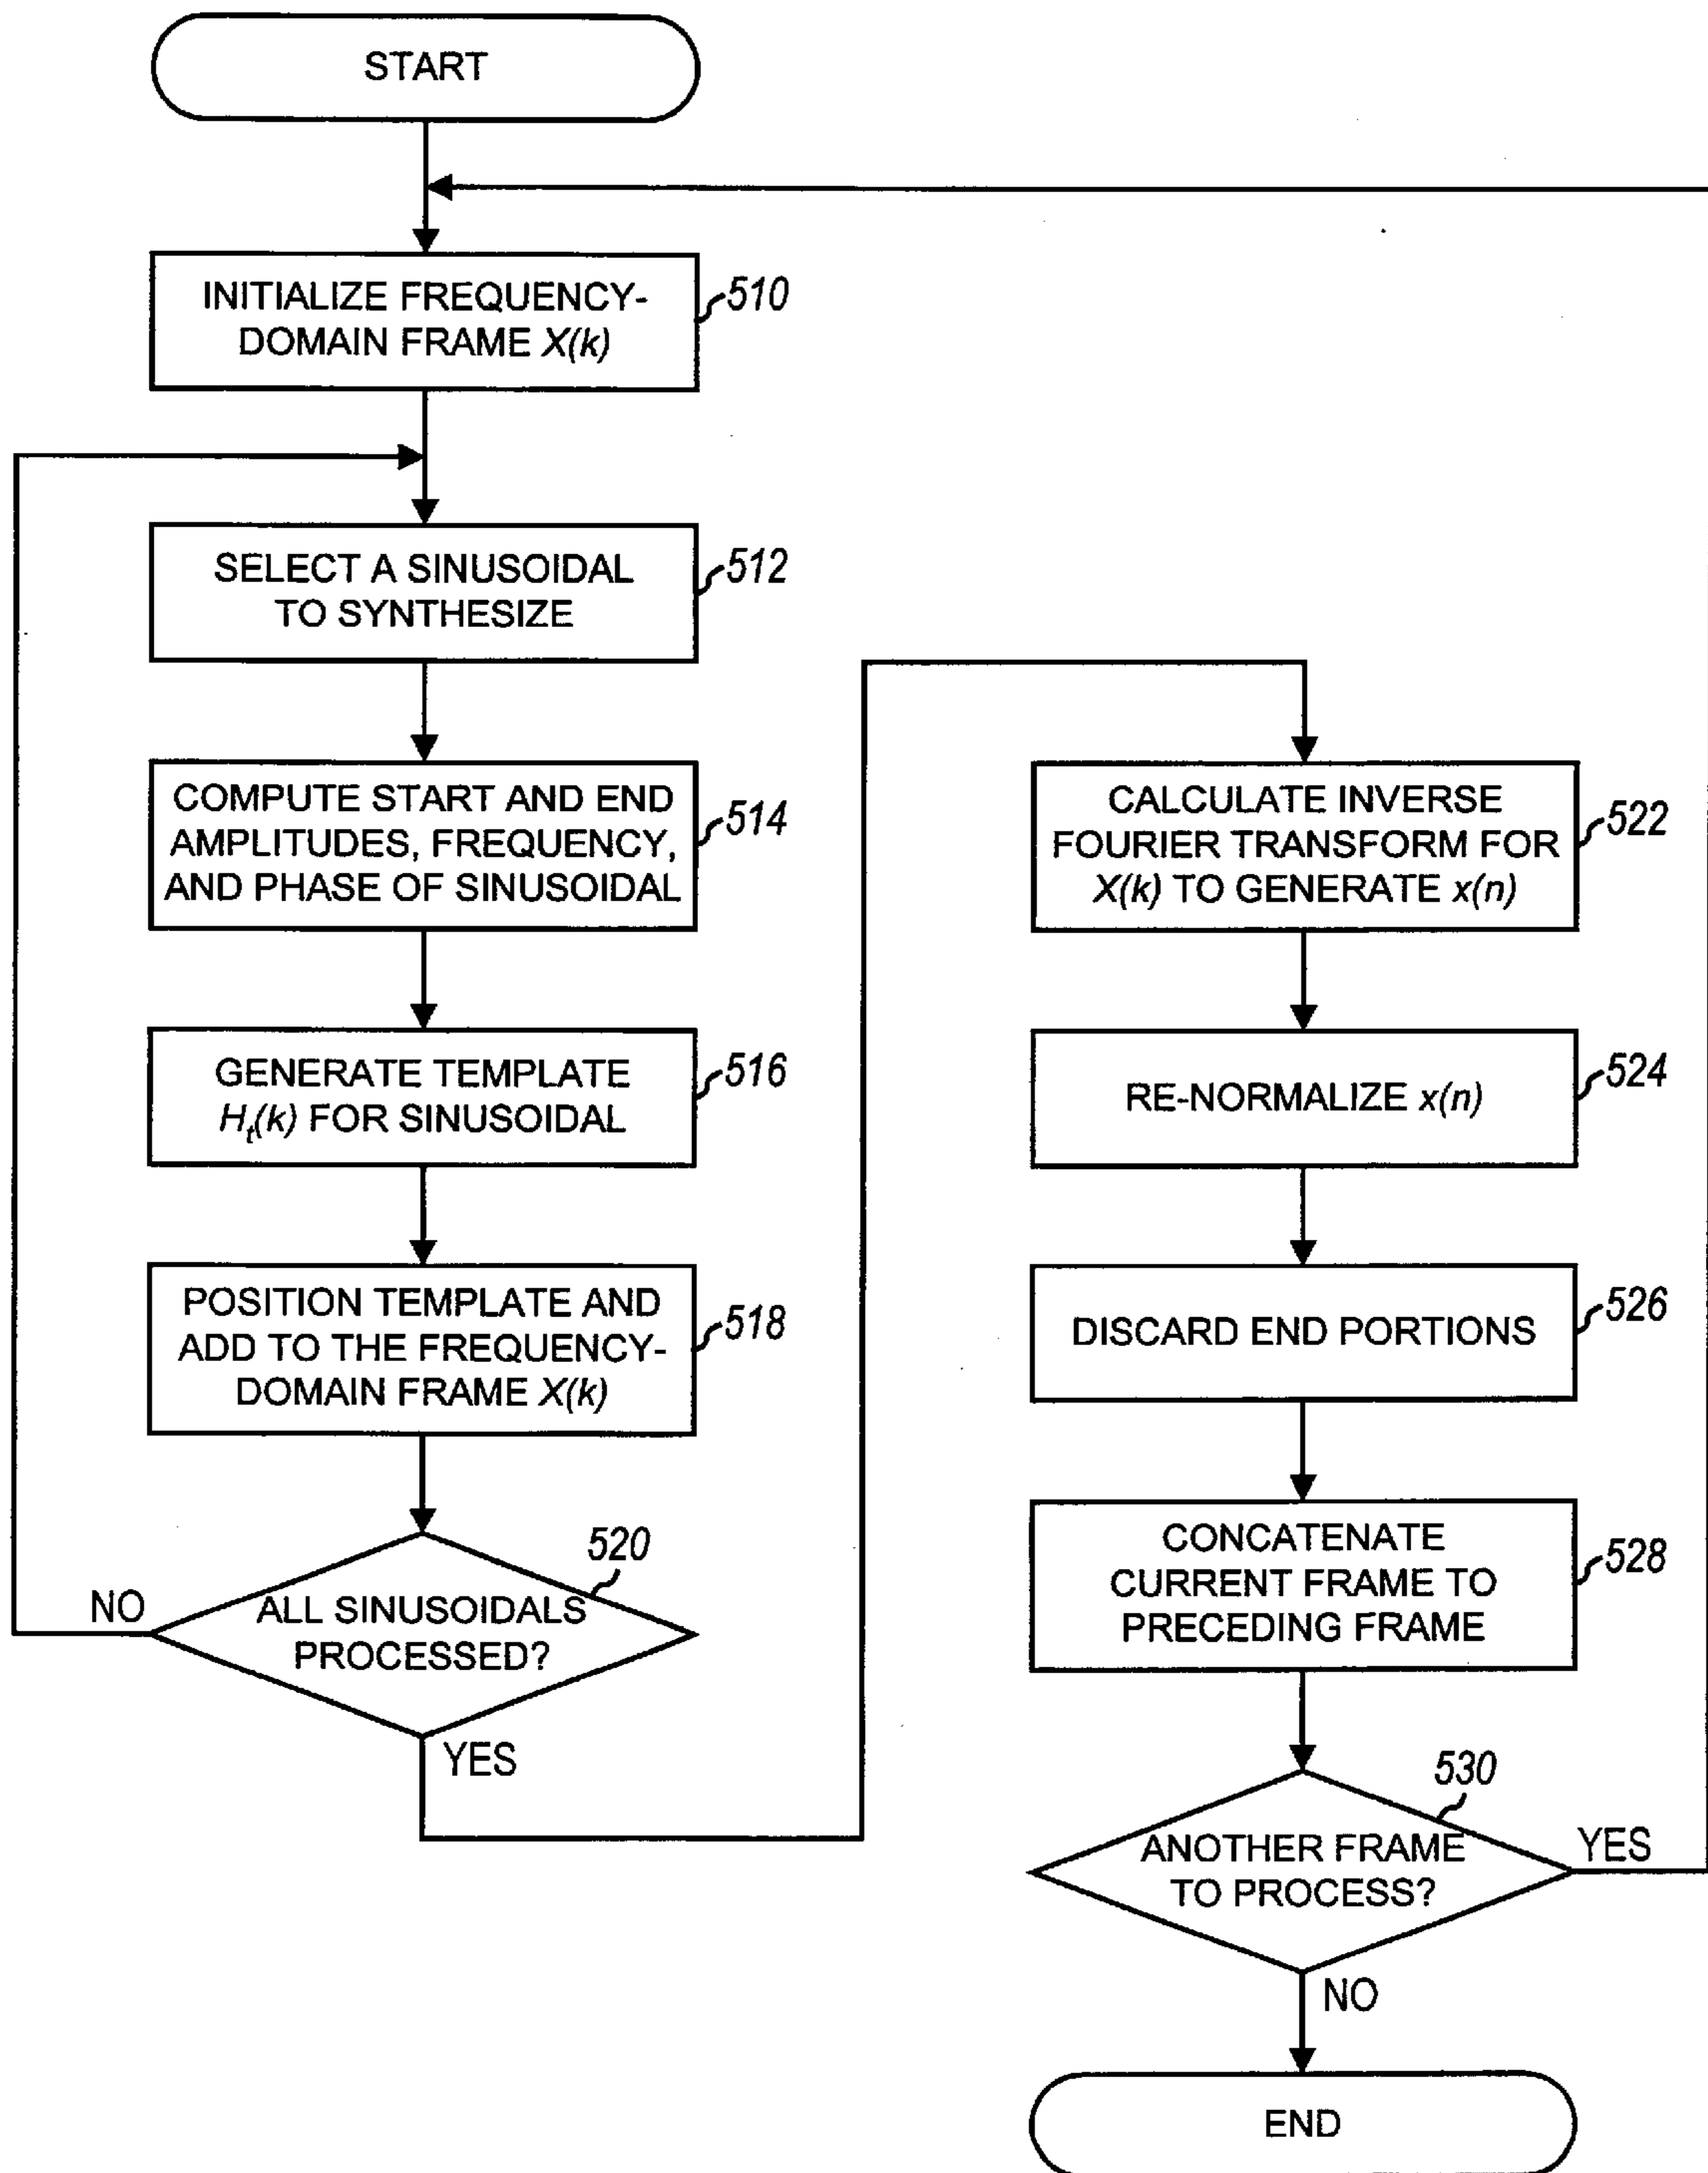 START
INITIALIZE FREQUENCY-
DOMAIN FRAME X(k)
510
SELECT A SINUSOIDAL
TO SYNTHESIZE
512
COMPUTE START AND END
AMPLITUDES, FREQUENCY,
AND PHASE OF SINUSOIDAL
514
GENERATE TEMPLATE
Ht(k) FOR SINUSOIDAL
516
POSITION TEMPLATE AND
ADD TO THE FREQUENCY-
DOMAIN FRAME X(k)
518
520
ALL SINUSOIDALS
PROCESSED?
NO
YES
CALCULATE INVERSE
FOURIER TRANSFORM FOR
X(k) TO GENERATE x(n)
522
RE-NORMALIZE x(n)
524
DISCARD END PORTIONS
526
CONCATENATE
CURRENT FRAME TO
PRECEDING FRAME
528
530
ANOTHER FRAME
TO PROCESS?
YES
NO
END